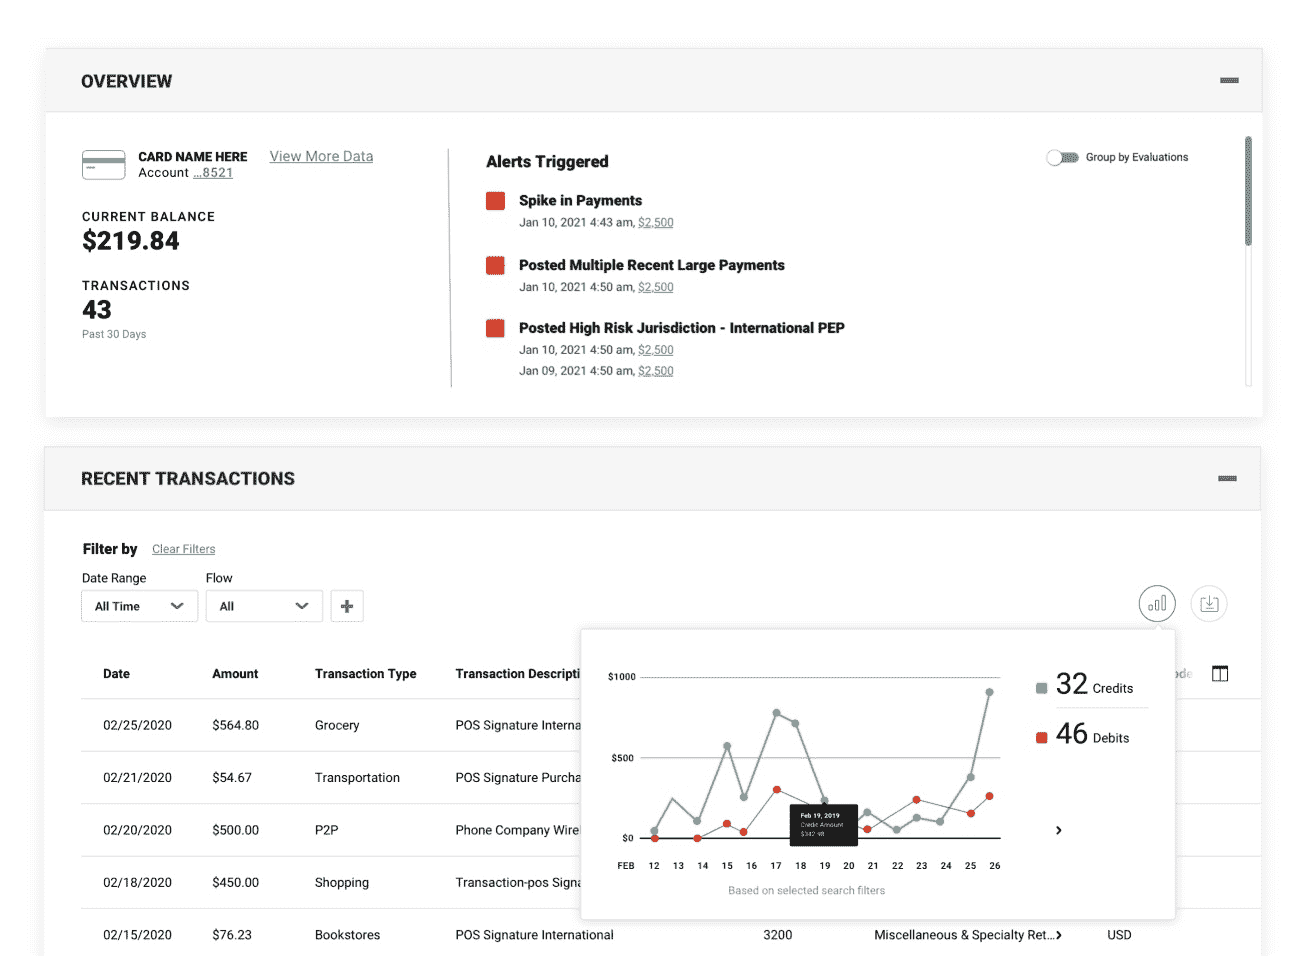 OVERVIEW
CARD NAME HERE
View More Data
Account ...8521
CURRENT BALANCE
$219.84
TRANSACTIONS
43
Past 30 Days
Alerts Triggered
Group by Evaluations
Spike in Payments
Jan 10, 2021 4:43 am, $2,500
Posted Multiple Recent Large Payments
Jan 10, 2021 4:50 am, $2,500
Posted High Risk Jurisdiction - International PEP
Jan 10, 2021 4:50 am, $2,500
Jan 09, 2021 4:50 am, $2,500
RECENT TRANSACTIONS
Filter by Clear Filters
Date Range Flow
All Time All
Date Amount Transaction Type Transaction Descripti ode
02/25/2020 $564.80 Grocery POS Signature Interna
02/21/2020 $54.67 Transportation POS Signature Purcha
02/20/2020 $500.00 P2P Phone Company Wire
02/18/2020 $450.00 Shopping Transaction-pos Signa
02/15/2020 $76.23 Bookstores POS Signature International 3200 Miscellaneous & Specialty Ret... USD
$1000
$500
$0
FEB 12 13 14 15 16 17 18 19 20 21 22 23 24 25 26
Feb 19, 2019
Credit Amount
$342.98
Based on selected search filters
32 Credits
46 Debits